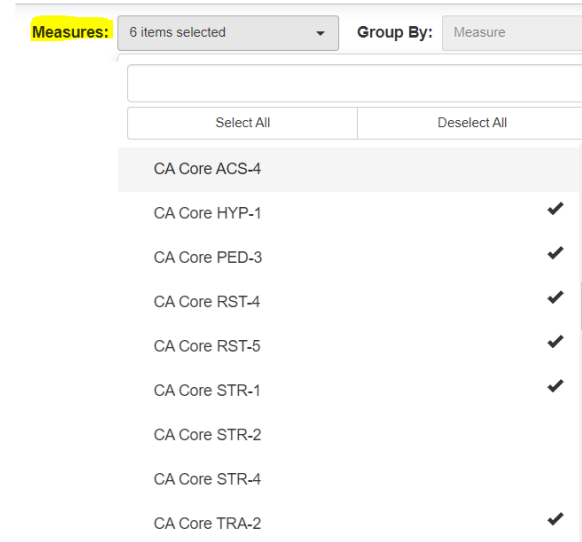 Measures: 6 items selected Group By: Measure
Select All Deselect All
CA Core ACS-4
CA Core HYP-1
CA Core PED-3
CA Core RST-4
CA Core RST-5
CA Core STR-1
CA Core STR-2
CA Core STR-4
CA Core TRA-2